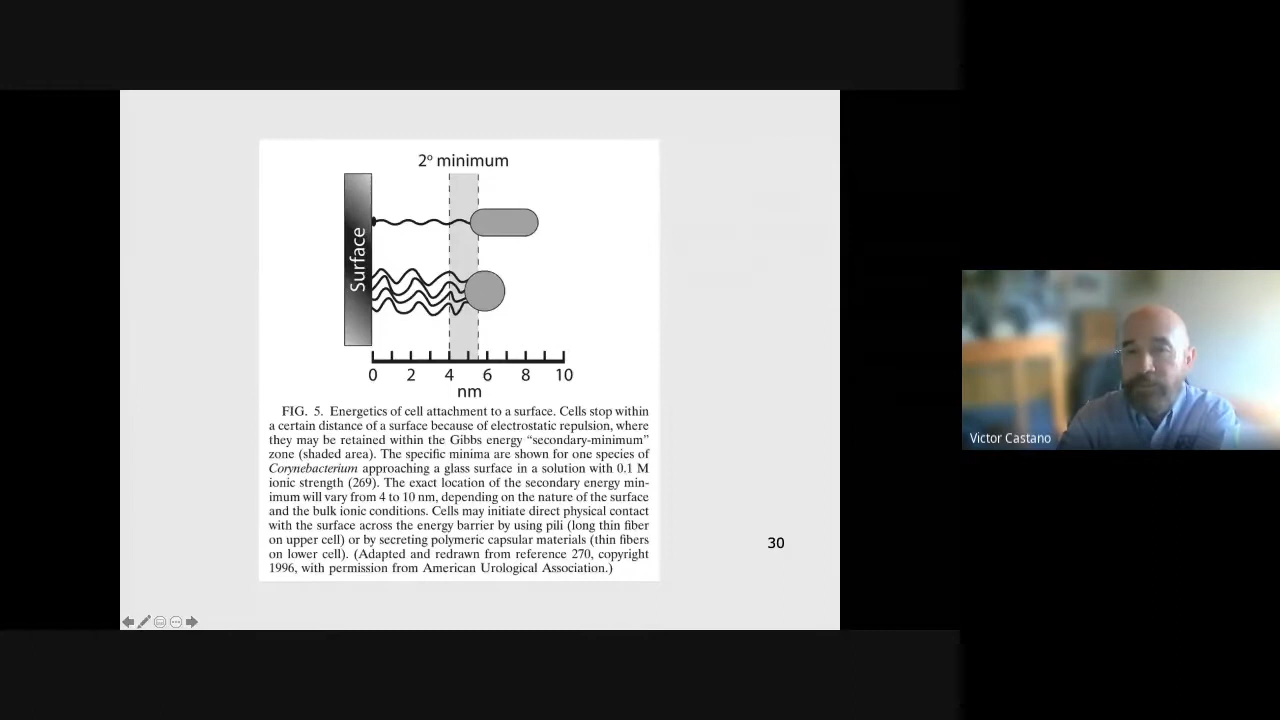 2º minimum
Surface
0 2 4 6 8 10
nm
FIG. 5. Energetics of cell attachment to a surface. Cells stop within
a certain distance of a surface because of electrostatic repulsion, where
they may be retained within the Gibbs energy “secondary-minimum”
zone (shaded area). The specific minima are shown for one species of
Corynebacterium approaching a glass surface in a solution with 0.1 M
ionic strength (269). The exact location of the secondary energy min-
imum will vary from 4 to 10 nm, depending on the nature of the surface
and the bulk ionic conditions. Cells may initiate direct physical contact
with the surface across the energy barrier by using pili (long thin fiber
on upper cell) or by secreting polymeric capsular materials (thin fibers
on lower cell). (Adapted and redrawn from reference 270, copyright
1996, with permission from American Urological Association.)
30
Victor Castano